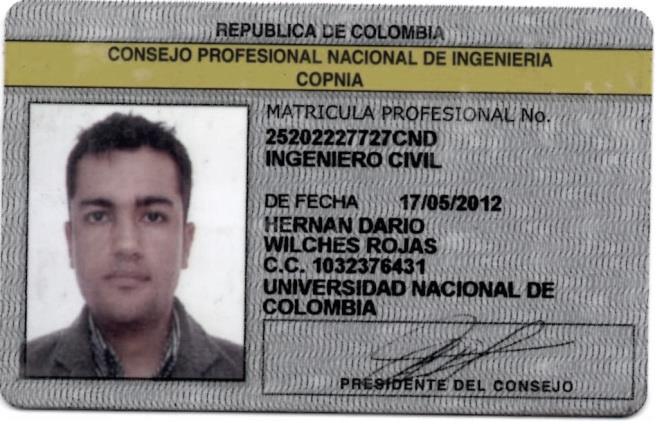 REPUBLICA DE COLOMBIA
CONSEJO PROFESIONAL NACIONAL DE INGENIERIA
COPNIA
MATRICULA PROFESIONAL No.
25202227727CND
INGENIERO CIVIL
DE FECHA 17/05/2012
HERNAN DARIO
WILCHES ROJAS
C.C. 1032376431
UNIVERSIDAD NACIONAL DE
COLOMBIA
PRESIDENTE DEL CONSEJO